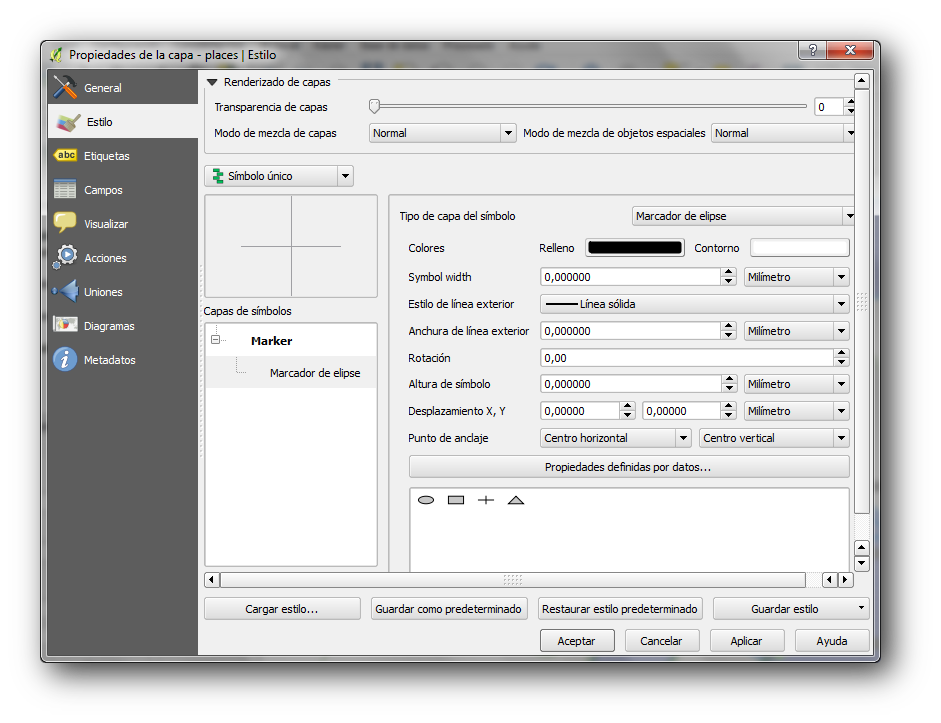 Propiedades de la capa - places | Estilo
General
Estilo
abc Etiquetas
Campos
Visualizar
Acciones
Uniones
Diagramas
i Metadatos
Renderizado de capas
Transparencia de capas 0
Modo de mezcla de capas Normal Modo de mezcla de objetos espaciales Normal
Símbolo único
Capas de símbolos
Marker
Marcador de elipse
Tipo de capa del símbolo Marcador de elipse
Colores Relleno Contorno
Symbol width 0,000000 Milímetro
Estilo de línea exterior Línea sólida
Anchura de línea exterior 0,000000 Milímetro
Rotación 0,00
Altura de símbolo 0,000000 Milímetro
Desplazamiento X, Y 0,00000 0,00000 Milímetro
Punto de anclaje Centro horizontal Centro vertical
Propiedades definidas por datos...
Cargar estilo... Guardar como predeterminado Restaurar estilo predeterminado Guardar estilo
Aceptar Cancelar Aplicar Ayuda